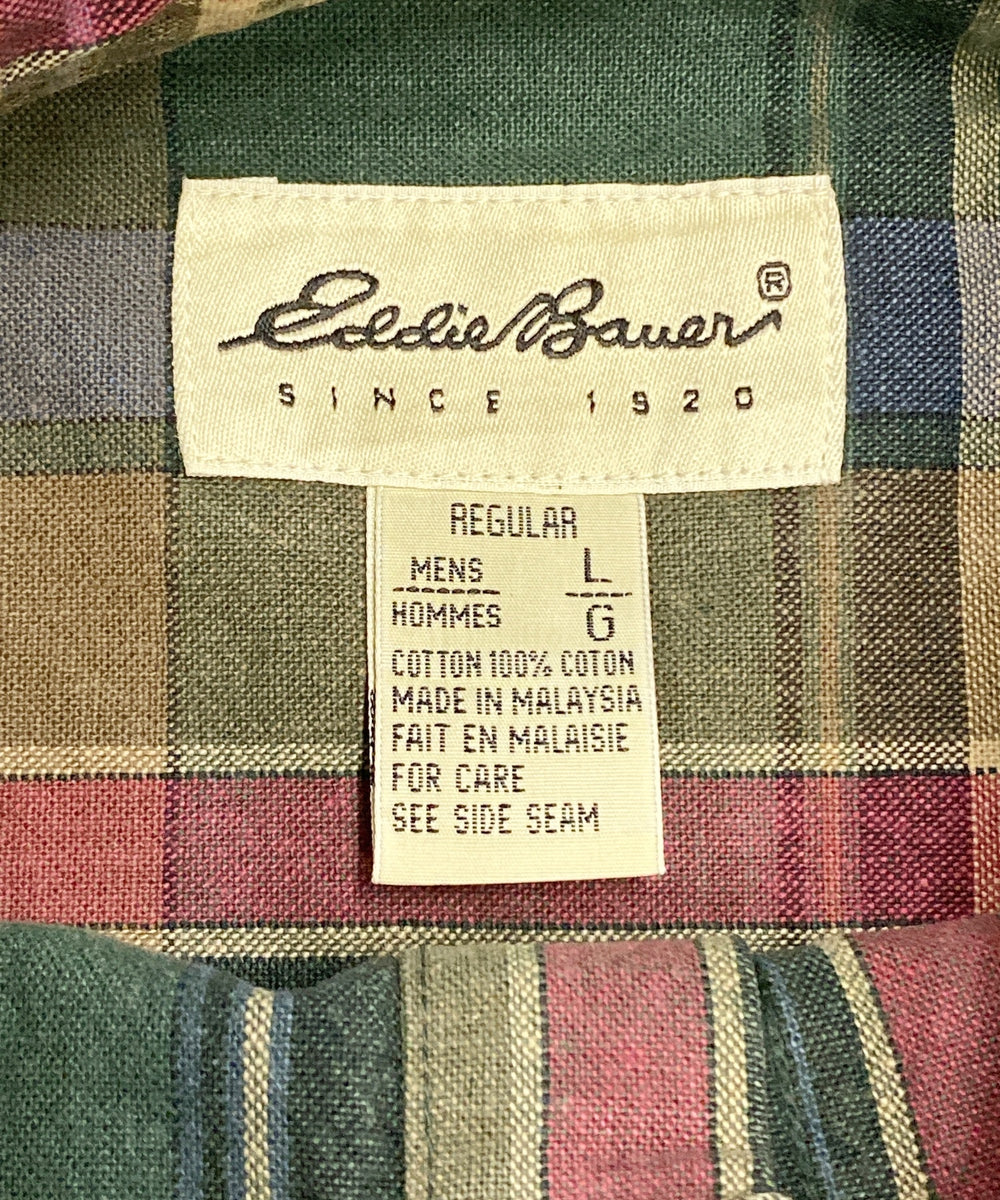 Eddie Bauer®
SINCE 1920
REGULAR
MENS L
HOMMES G
COTTON 100% COTON
MADE IN MALAYSIA
FAIT EN MALAISIE
FOR CARE
SEE SIDE SEAM